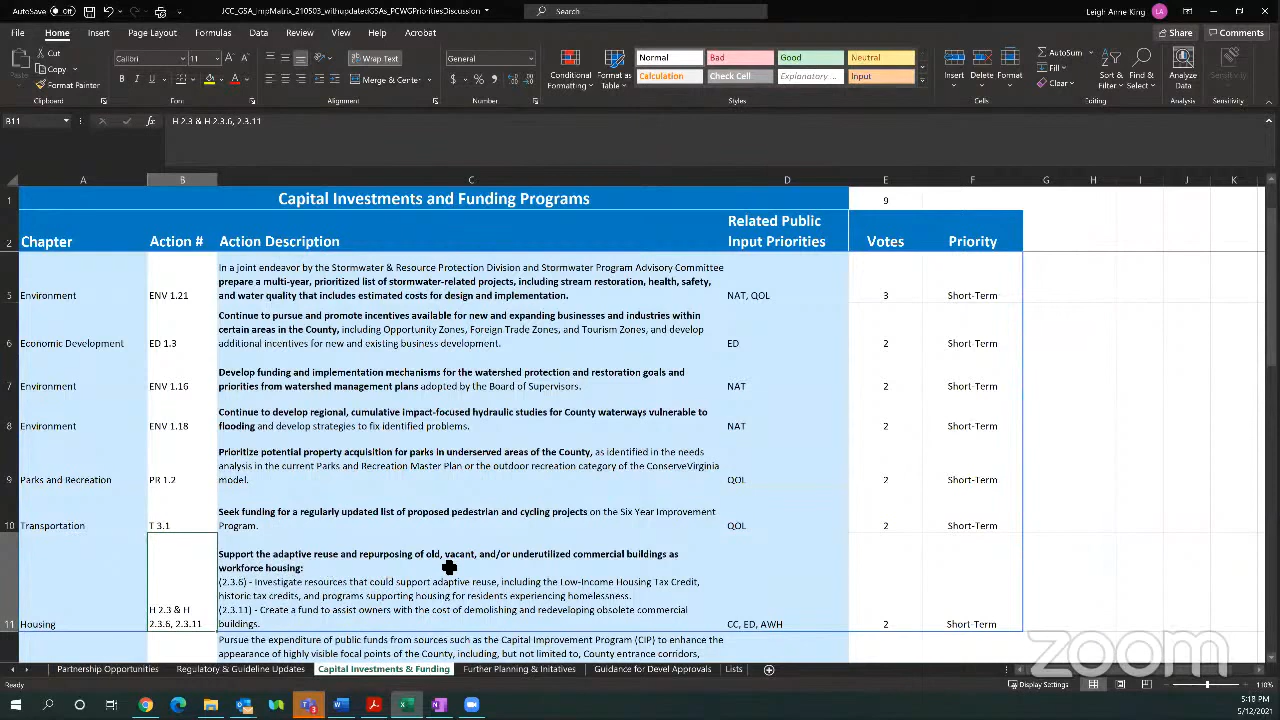 AutoSave Off JCC_GSA_ImpMatrix_210503_withupdatedGSAs_PCWGPrioritiesDiscussion Search Leigh Anne King LA
File Home Insert Page Layout Formulas Data Review View Help Acrobat Share Comments
Paste Cut Calibri 11 Wrap Text General Normal Bad Good Neutral Conditional Formatting Format as Table Insert Delete Format AutoSum Sort & Filter Find & Select Analyze Data Sensitivity
Copy Fill
Format Painter B I U Merge & Center $ % Calculation Check Cell Explanatory ... Input Clear
Clipboard Font Alignment Number Styles Cells Editing Analysis Sensitivity
B11 fx H 2.3 & H 2.3.6, 2.3.11
A B C D E F G H I J K
1 Capital Investments and Funding Programs 9
2 Chapter Action # Action Description Related Public
Input Priorities Votes Priority
In a joint endeavor by the Stormwater & Resource Protection Division and Stormwater Program Advisory Committee
prepare a multi-year, prioritized list of stormwater-related projects, including stream restoration, health, safety,
5 Environment ENV 1.21 and water quality that includes estimated costs for design and implementation. NAT, QOL 3 Short-Term
Continue to pursue and promote incentives available for new and expanding businesses and industries within
certain areas in the County, including Opportunity Zones, Foreign Trade Zones, and Tourism Zones, and develop
6 Economic Development ED 1.3 additional incentives for new and existing business development. ED 2 Short-Term
Develop funding and implementation mechanisms for the watershed protection and restoration goals and
7 Environment ENV 1.16 priorities from watershed management plans adopted by the Board of Supervisors. NAT 2 Short-Term
Continue to develop regional, cumulative impact-focused hydraulic studies for County waterways vulnerable to
8 Environment ENV 1.18 flooding and develop strategies to fix identified problems. NAT 2 Short-Term
Prioritize potential property acquisition for parks in underserved areas of the County, as identified in the needs
analysis in the current Parks and Recreation Master Plan or the outdoor recreation category of the ConserveVirginia
9 Parks and Recreation PR 1.2 model. QOL 2 Short-Term
Seek funding for a regularly updated list of proposed pedestrian and cycling projects on the Six Year Improvement
10 Transportation T 3.1 Program. QOL 2 Short-Term
Support the adaptive reuse and repurposing of old, vacant, and/or underutilized commercial buildings as
workforce housing:
(2.3.6) - Investigate resources that could support adaptive reuse, including the Low-Income Housing Tax Credit,
historic tax credits, and programs supporting housing for residents experiencing homelessness.
H 2.3 & H (2.3.11) - Create a fund to assist owners with the cost of demolishing and redeveloping obsolete commercial
11 Housing 2.3.6, 2.3.11 buildings. CC, ED, AWH 2 Short-Term
Pursue the expenditure of public funds from sources such as the Capital Improvement Program (CIP) to enhance the
appearance of highly visible focal points of the County, including, but not limited to, County entrance corridors,
zoom
Partnership Opportunities Regulatory & Guideline Updates Capital Investments & Funding Further Planning & Initatives Guidance for Devel Approvals Lists
Ready Display Settings 110%
5:18 PM
5/12/2021